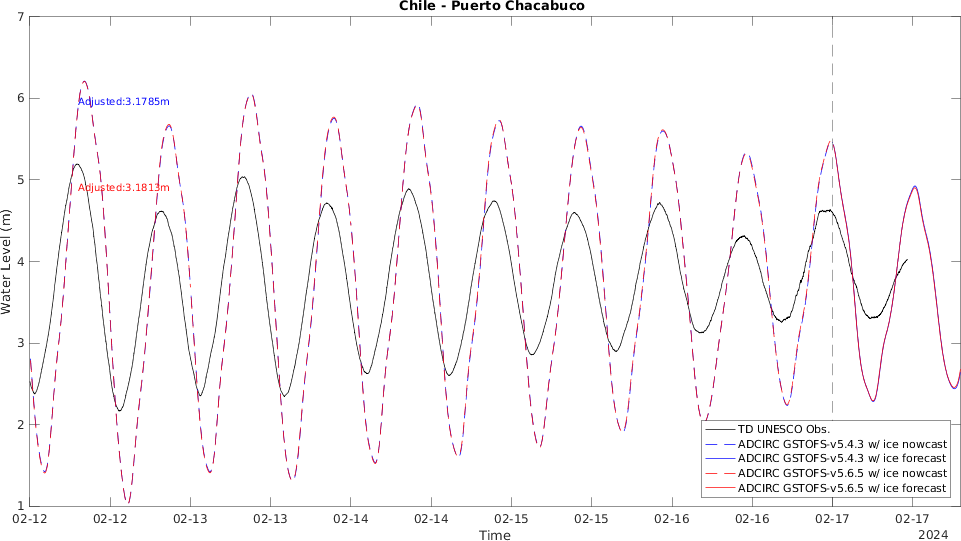 Chile - Puerto Chacabuco
7
6
5
4
3
2
1
Water Level (m)
Adjusted:3.1785m
Adjusted:3.1813m
TD UNESCO Obs.
ADCIRC GSTOFS-v5.4.3 w/ ice nowcast
ADCIRC GSTOFS-v5.4.3 w/ ice forecast
ADCIRC GSTOFS-v5.6.5 w/ ice nowcast
ADCIRC GSTOFS-v5.6.5 w/ ice forecast
02-12 02-12 02-13 02-13 02-14 02-14 02-15 02-15 02-16 02-16 02-17 02-17
Time
2024